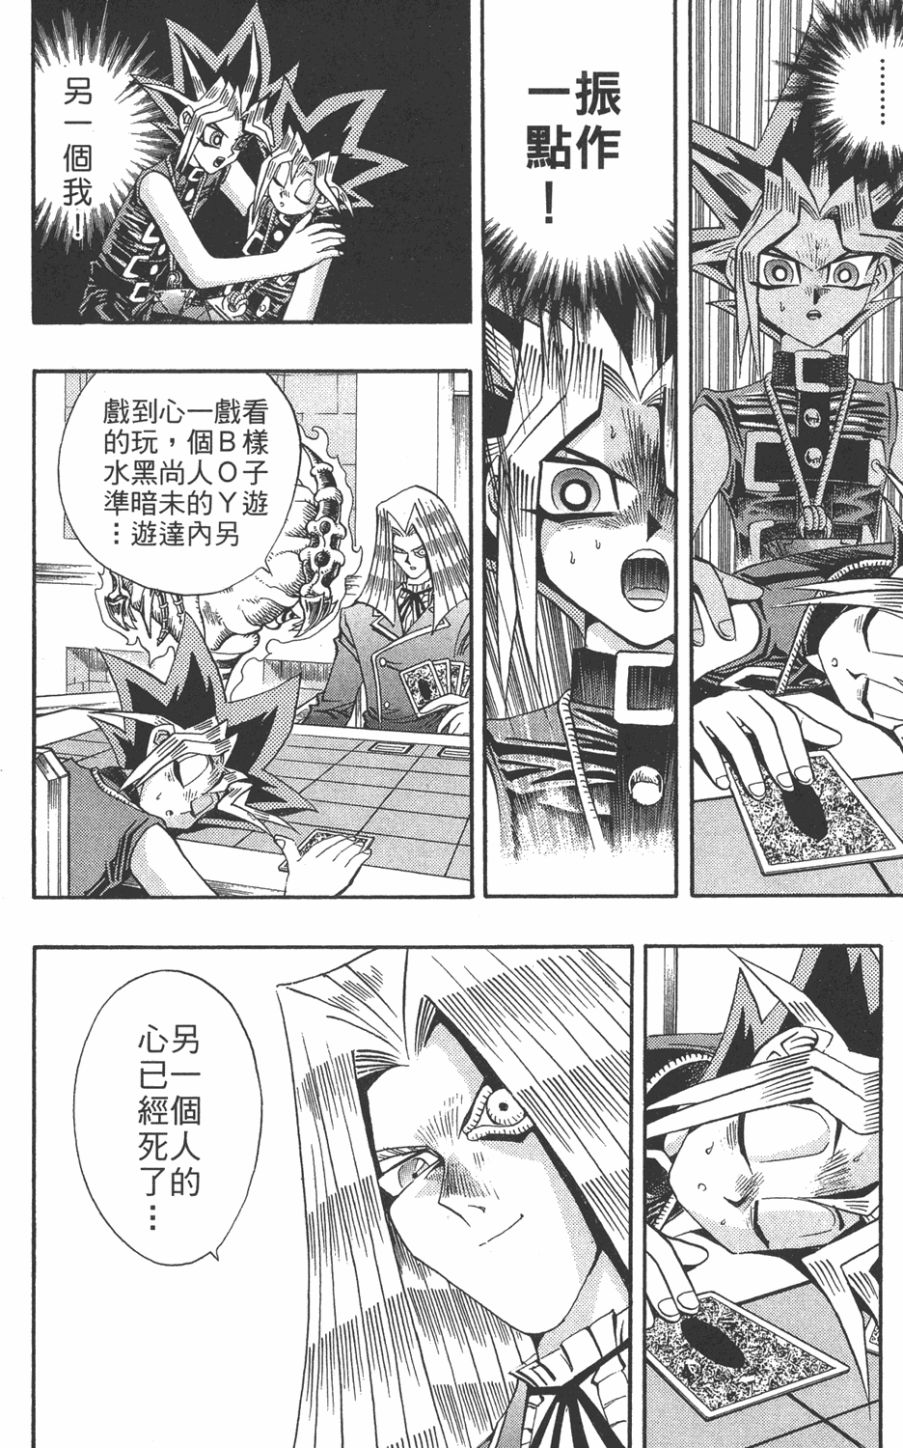 ………
振作
一點！
另一個我！
看樣子遊
戲BOY另
一個人的內
心，尚未達
到玩黑暗遊
戲的水準…
另一個人的
心已經死了…